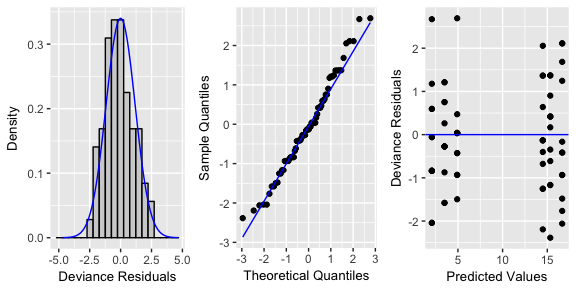 0.3
0.2
0.1
0.0
Density
-5.0 -2.5 0.0 2.5 5.0
Deviance Residuals
2
1
0
-1
-2
-3
Sample Quantiles
-3 -2 -1 0 1 2 3
Theoretical Quantiles
2
1
0
-1
-2
Deviance Residuals
5 10 15
Predicted Values